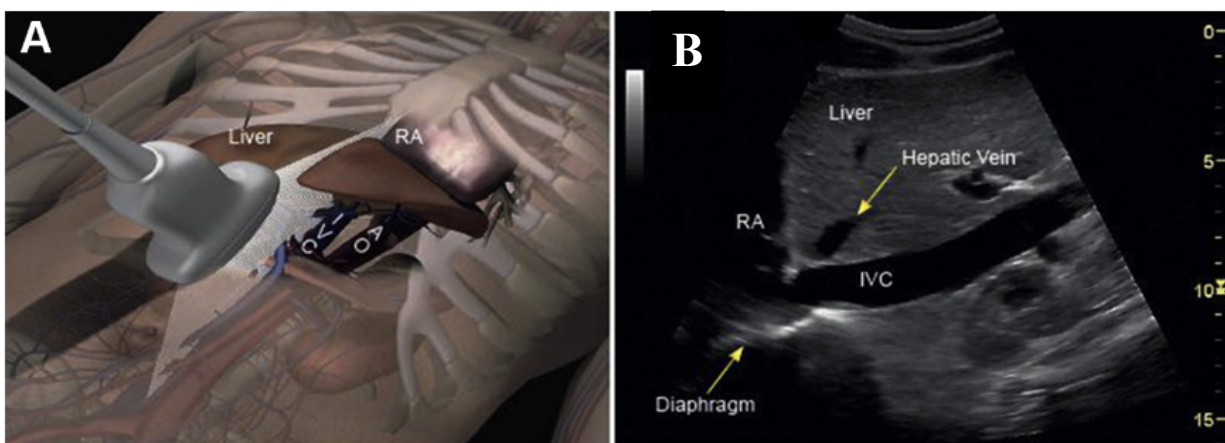 A
Liver
RA
IVC
AO
B
0
Liver
Hepatic Vein
5
RA
IVC
10
Diaphragm
15